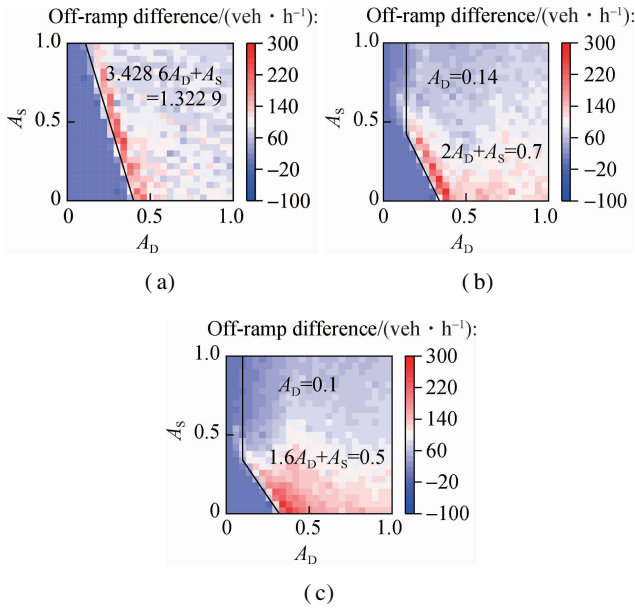 Off-ramp difference/(veh · h⁻¹):
1.0
0.5
0
A_S
3.428 6A_D+A_S
=1.322 9
0
0.5
1.0
A_D
300
220
140
60
−20
−100
(a)
Off-ramp difference/(veh · h⁻¹):
1.0
0.5
0
A_S
A_D=0.14
2A_D+A_S=0.7
0
0.5
1.0
A_D
300
220
140
60
−20
−100
(b)
Off-ramp difference/(veh · h⁻¹):
1.0
0.5
0
A_S
A_D=0.1
1.6A_D+A_S=0.5
0
0.5
1.0
A_D
300
220
140
60
−20
−100
(c)